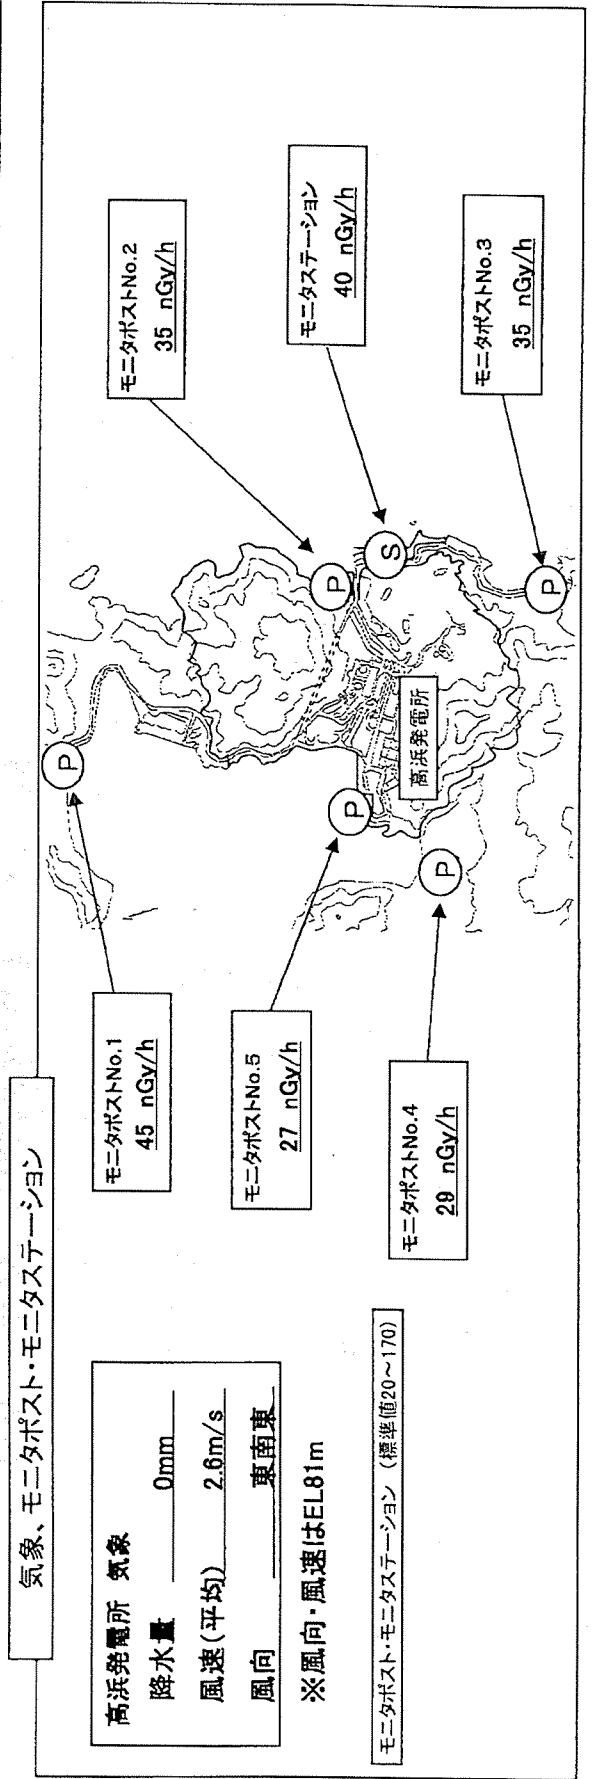 気象、モニタポスト・モニタステーション
高浜発電所 気象
降水量 0mm
風速(平均) 2.6m/s
風向 東南東
※風向・風速はEL81m
モニタポスト・モニタステーション (標準値20~170)
モニタポストNo.1
45 nGy/h
モニタポストNo.5
27 nGy/h
モニタポストNo.4
29 nGy/h
モニタポストNo.2
35 nGy/h
モニタステーション
40 nGy/h
モニタポストNo.3
35 nGy/h
P
P
P
P
S
P
高浜発電所